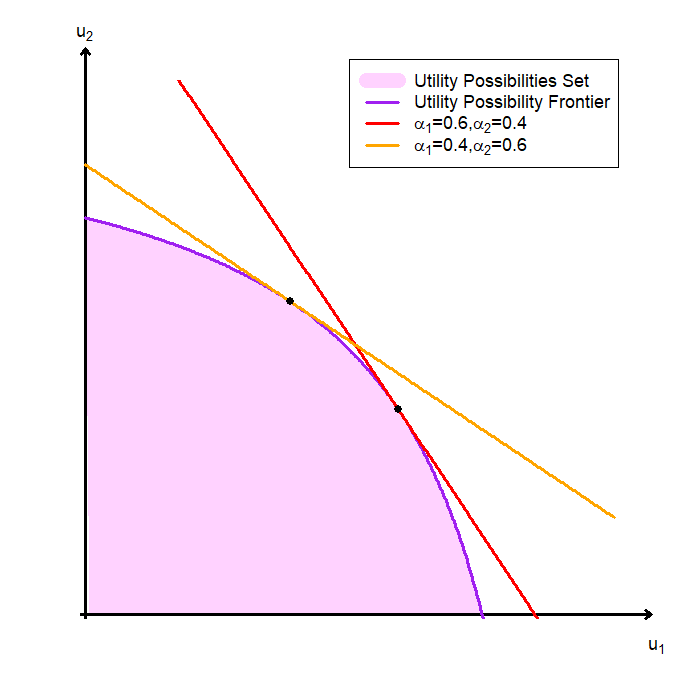 u₂
Utility Possibilities Set
Utility Possibility Frontier
α₁=0.6,α₂=0.4
α₁=0.4,α₂=0.6
u₁